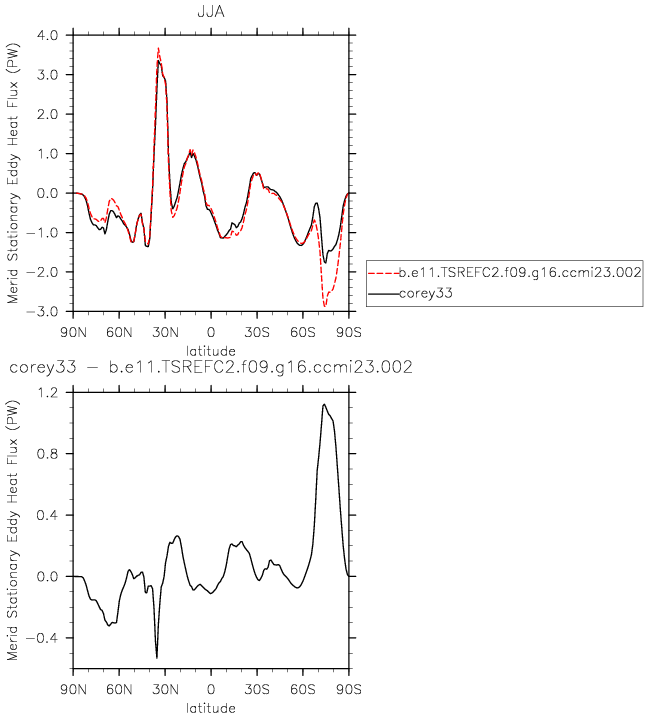 JJA
Merid Stationary Eddy Heat Flux (PW)
4.0
3.0
2.0
1.0
0.0
-1.0
-2.0
-3.0
90N 60N 30N 0 30S 60S 90S
latitude
b.e11.TSREFC2.f09.g16.ccmi23.002
corey33
corey33 - b.e11.TSREFC2.f09.g16.ccmi23.002
Merid Stationary Eddy Heat Flux (PW)
1.2
0.8
0.4
0.0
-0.4
90N 60N 30N 0 30S 60S 90S
latitude